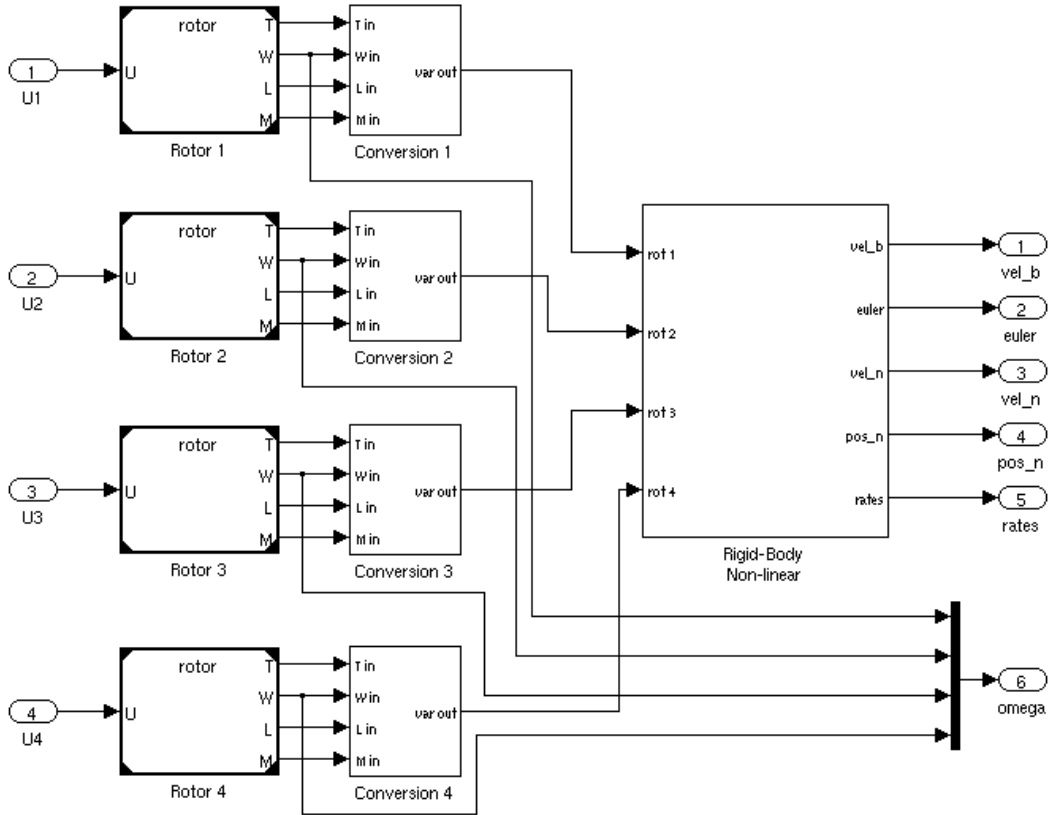 1
U1
rotor
U
T
W
L
M
Rotor 1
T in
W in
L in
M in
var out
Conversion 1
2
U2
rotor
U
T
W
L
M
Rotor 2
T in
W in
L in
M in
var out
Conversion 2
3
U3
rotor
U
T
W
L
M
Rotor 3
T in
W in
L in
M in
var out
Conversion 3
4
U4
rotor
U
T
W
L
M
Rotor 4
T in
W in
L in
M in
var out
Conversion 4
rot 1
rot 2
rot 3
rot 4
vel_b
euler
vel_n
pos_n
rates
Rigid-Body
Non-linear
1
vel_b
2
euler
3
vel_n
4
pos_n
5
rates
6
omega